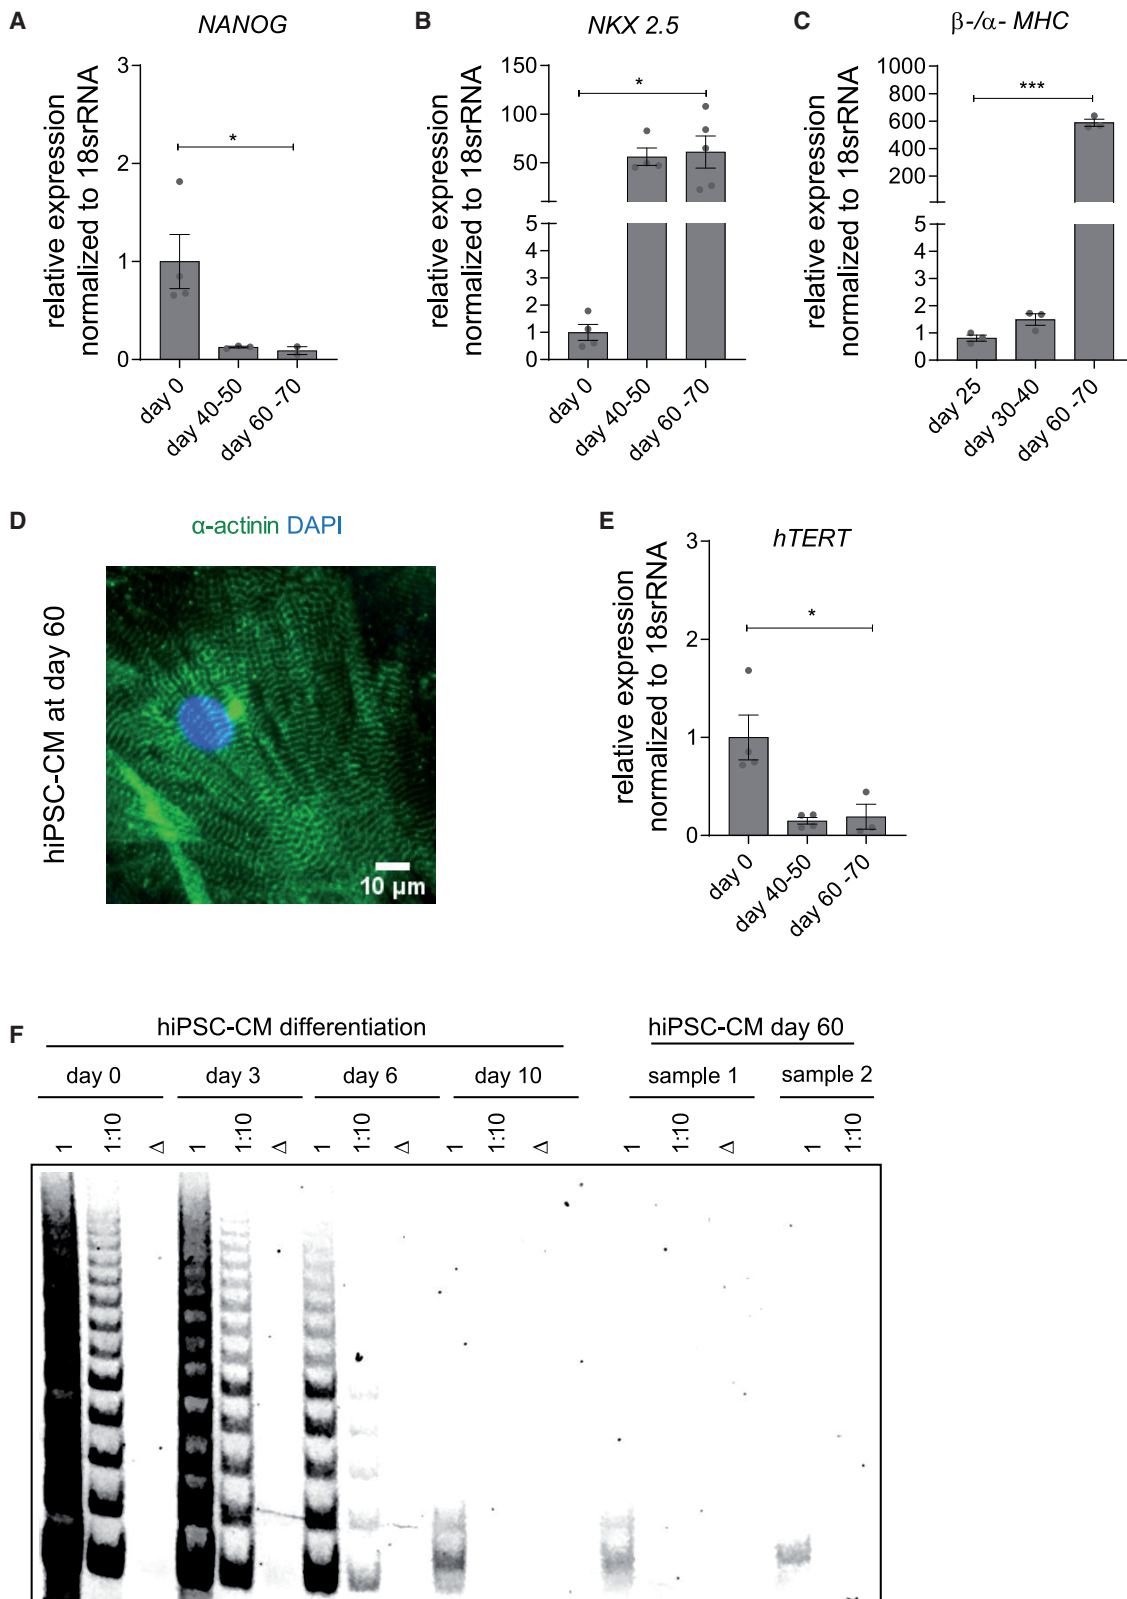 A
NANOG
relative expression
normalized to 18srRNA
3
2
1
0
*
day 0
day 40-50
day 60 -70
B
NKX 2.5
relative expression
normalized to 18srRNA
150
100
50
5
4
3
2
1
0
*
day 0
day 40-50
day 60 -70
C
β-/α- MHC
relative expression
normalized to 18srRNA
1000
800
600
400
200
5
4
3
2
1
0
***
day 25
day 30-40
day 60 -70
D
α-actinin DAPI
hiPSC-CM at day 60
10 µm
E
hTERT
relative expression
normalized to 18srRNA
3
2
1
0
*
day 0
day 40-50
day 60 -70
F
hiPSC-CM differentiation
hiPSC-CM day 60
day 0 day 3 day 6 day 10 sample 1 sample 2
1 1:10 Δ 1 1:10 Δ 1 1:10 Δ 1 1:10 Δ 1 1:10 Δ 1 1:10